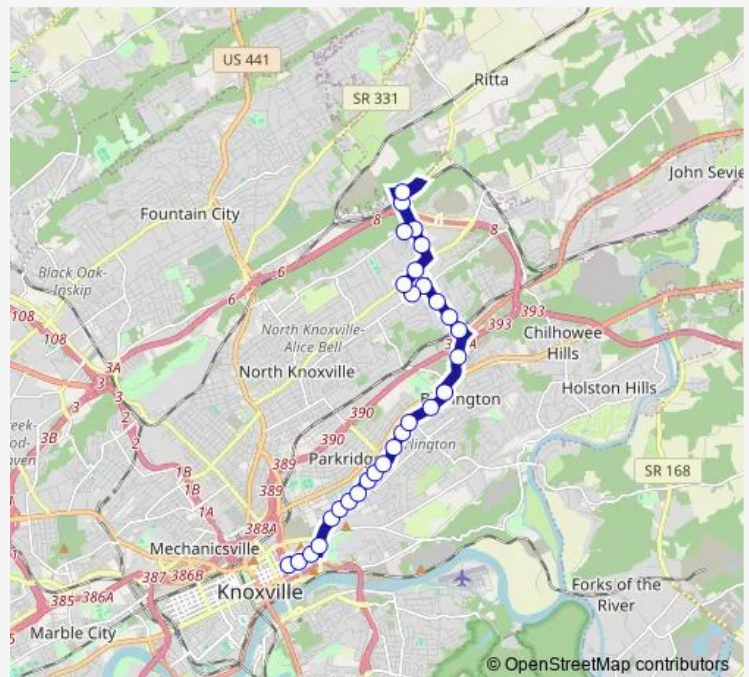 US 441
Ritta
SR 331
John Sevie
Fountain City
8
8
6
Black Oak-
Inskip
6
108
108
393
393
North Knoxville-
Alice Bell
Chilhowee
Hills
3A
3
3
North Knoxville
Holston Hills
3
390
3B
2
2
390
Parkridge
SR 168
1B
1B
389
389
1A
388A
Mechanicsville
387
386B
385
386A
Knoxville
Forks of the
River
Marble City
© OpenStreetMap contributors